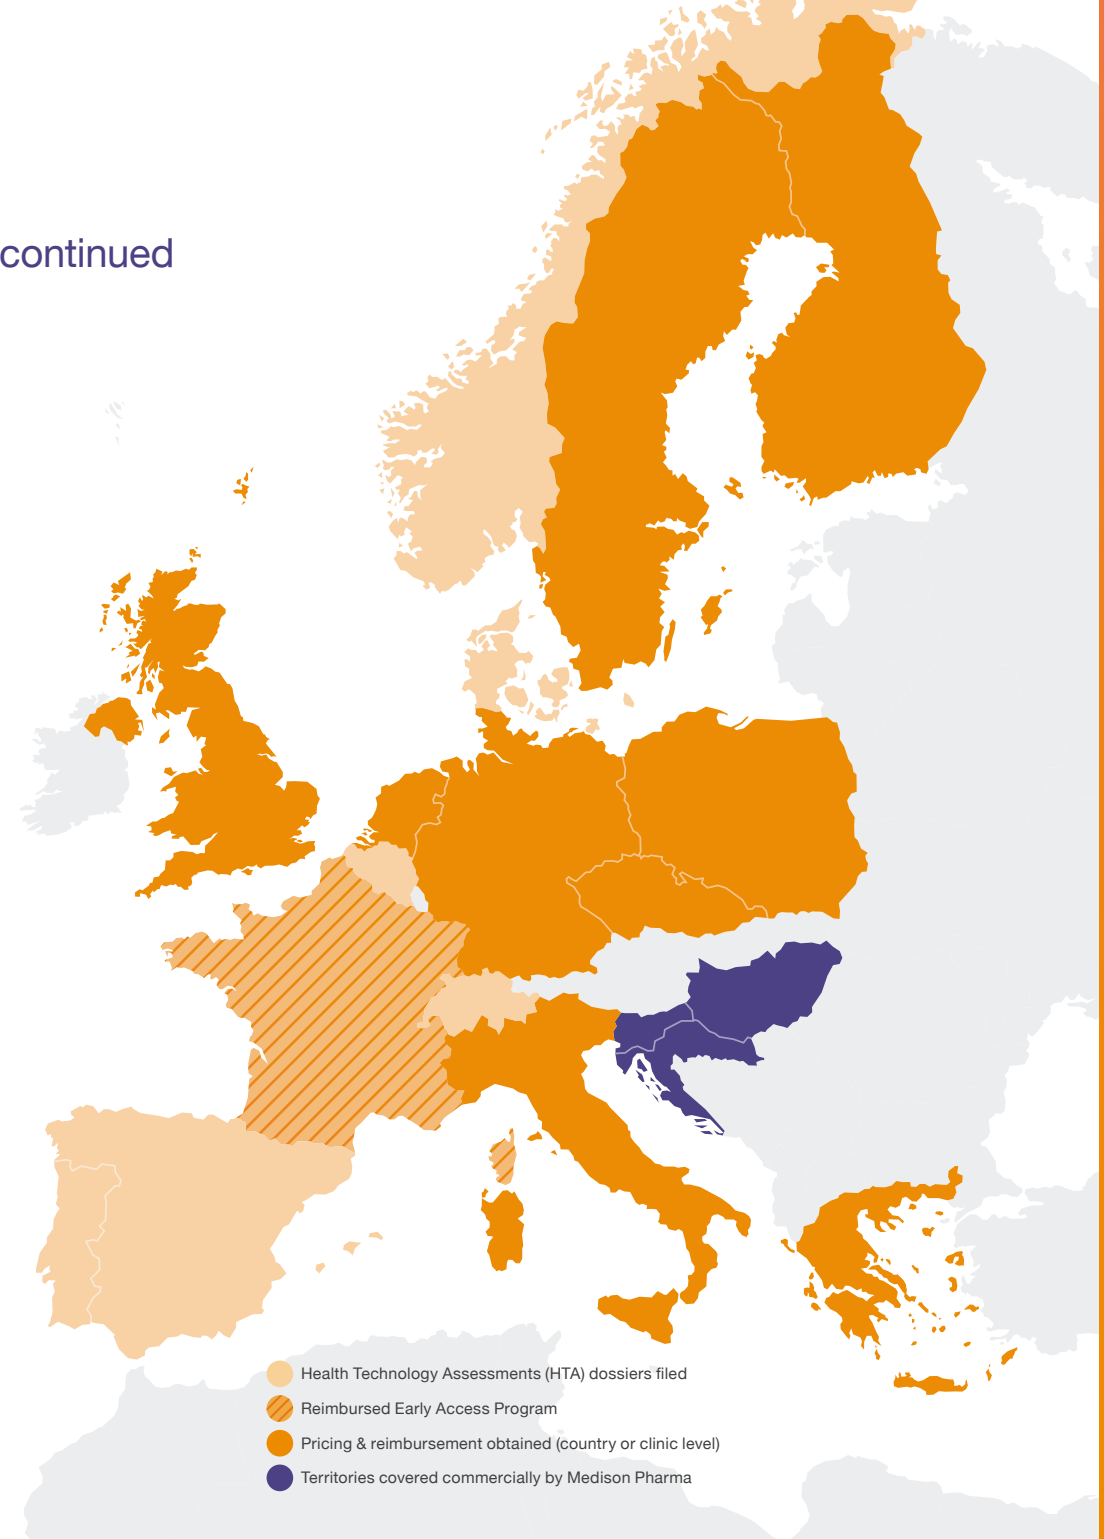 continued
Health Technology Assessments (HTA) dossiers filed
Reimbursed Early Access Program
Pricing & reimbursement obtained (country or clinic level)
Territories covered commercially by Medison Pharma